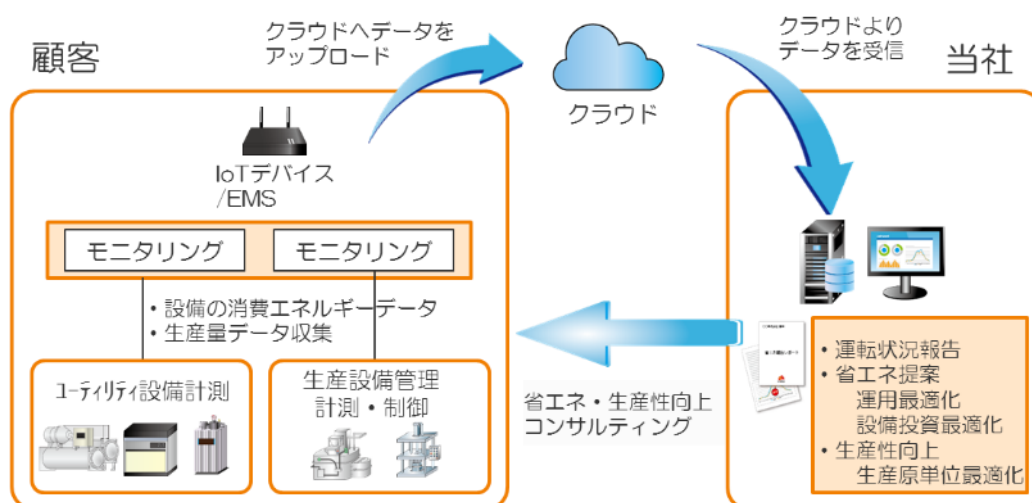 顧客
クラウドへデータを
アップロード
クラウド
クラウドより
データを受信
当社
IoTデバイス
/EMS
モニタリング
モニタリング
・設備の消費エネルギーデータ
・生産量データ収集
ユーティリティ設備計測
生産設備管理
計測・制御
省エネ・生産性向上
コンサルティング
・運転状況報告
・省エネ提案
運用最適化
設備投資最適化
・生産性向上
生産原単位最適化